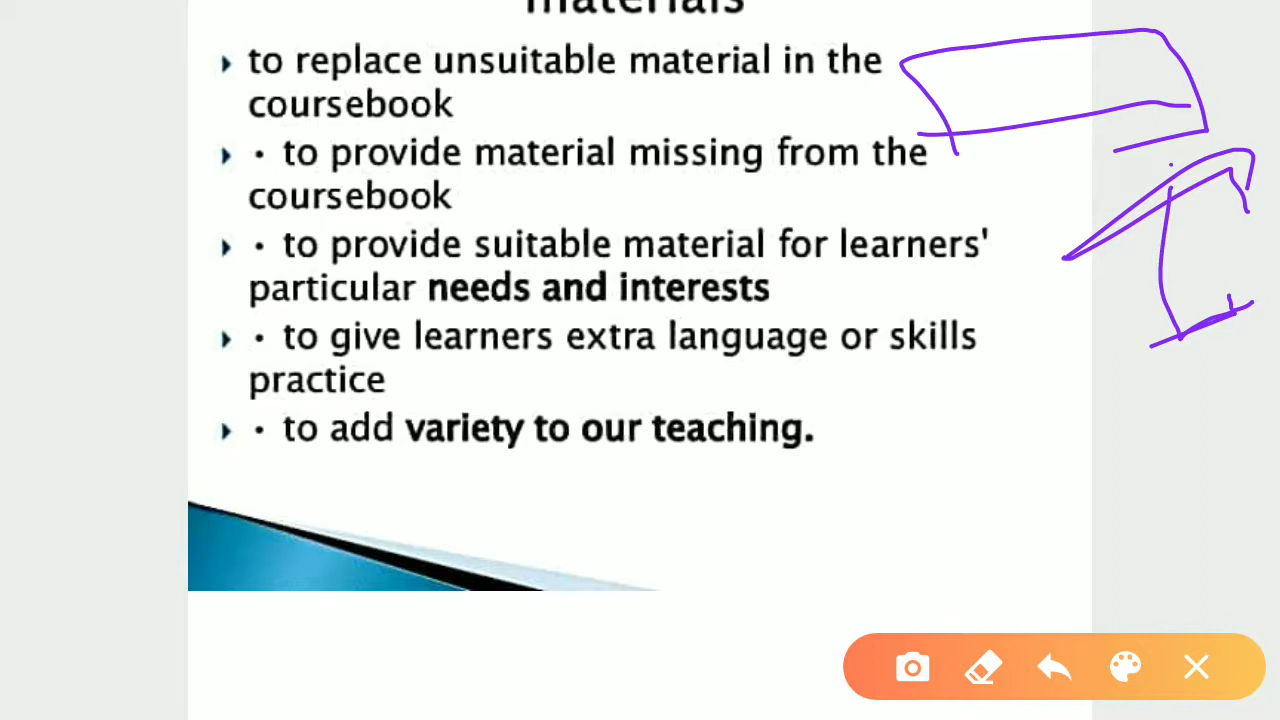 materials
to replace unsuitable material in the
coursebook
· to provide material missing from the
coursebook
· to provide suitable material for learners'
particular needs and interests
· to give learners extra language or skills
practice
· to add variety to our teaching.